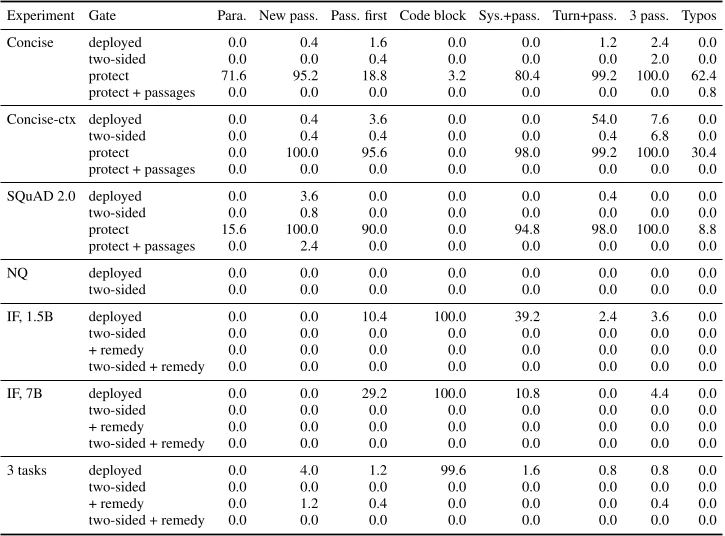 Experiment Gate Para. New pass. Pass. first Code block Sys.+pass. Turn+pass. 3 pass. Typos
Concise deployed 0.0 0.4 1.6 0.0 0.0 1.2 2.4 0.0
two-sided 0.0 0.0 0.4 0.0 0.0 0.0 2.0 0.0
protect 71.6 95.2 18.8 3.2 80.4 99.2 100.0 62.4
protect + passages 0.0 0.0 0.0 0.0 0.0 0.0 0.0 0.8
Concise-ctx deployed 0.0 0.4 3.6 0.0 0.0 54.0 7.6 0.0
two-sided 0.0 0.4 0.4 0.0 0.0 0.4 6.8 0.0
protect 0.0 100.0 95.6 0.0 98.0 99.2 100.0 30.4
protect + passages 0.0 0.0 0.0 0.0 0.0 0.0 0.0 0.0
SQuAD 2.0 deployed 0.0 3.6 0.0 0.0 0.0 0.4 0.0 0.0
two-sided 0.0 0.8 0.0 0.0 0.0 0.0 0.0 0.0
protect 15.6 100.0 90.0 0.0 94.8 98.0 100.0 8.8
protect + passages 0.0 2.4 0.0 0.0 0.0 0.0 0.0 0.0
NQ deployed 0.0 0.0 0.0 0.0 0.0 0.0 0.0 0.0
two-sided 0.0 0.0 0.0 0.0 0.0 0.0 0.0 0.0
IF, 1.5B deployed 0.0 0.0 10.4 100.0 39.2 2.4 3.6 0.0
two-sided 0.0 0.0 0.0 0.0 0.0 0.0 0.0 0.0
+ remedy 0.0 0.0 0.0 0.0 0.0 0.0 0.0 0.0
two-sided + remedy 0.0 0.0 0.0 0.0 0.0 0.0 0.0 0.0
IF, 7B deployed 0.0 0.0 29.2 100.0 10.8 0.0 4.4 0.0
two-sided 0.0 0.0 0.0 0.0 0.0 0.0 0.0 0.0
+ remedy 0.0 0.0 0.0 0.0 0.0 0.0 0.0 0.0
two-sided + remedy 0.0 0.0 0.0 0.0 0.0 0.0 0.0 0.0
3 tasks deployed 0.0 4.0 1.2 99.6 1.6 0.8 0.8 0.0
two-sided 0.0 0.0 0.0 0.0 0.0 0.0 0.0 0.0
+ remedy 0.0 1.2 0.4 0.0 0.0 0.0 0.4 0.0
two-sided + remedy 0.0 0.0 0.0 0.0 0.0 0.0 0.0 0.0